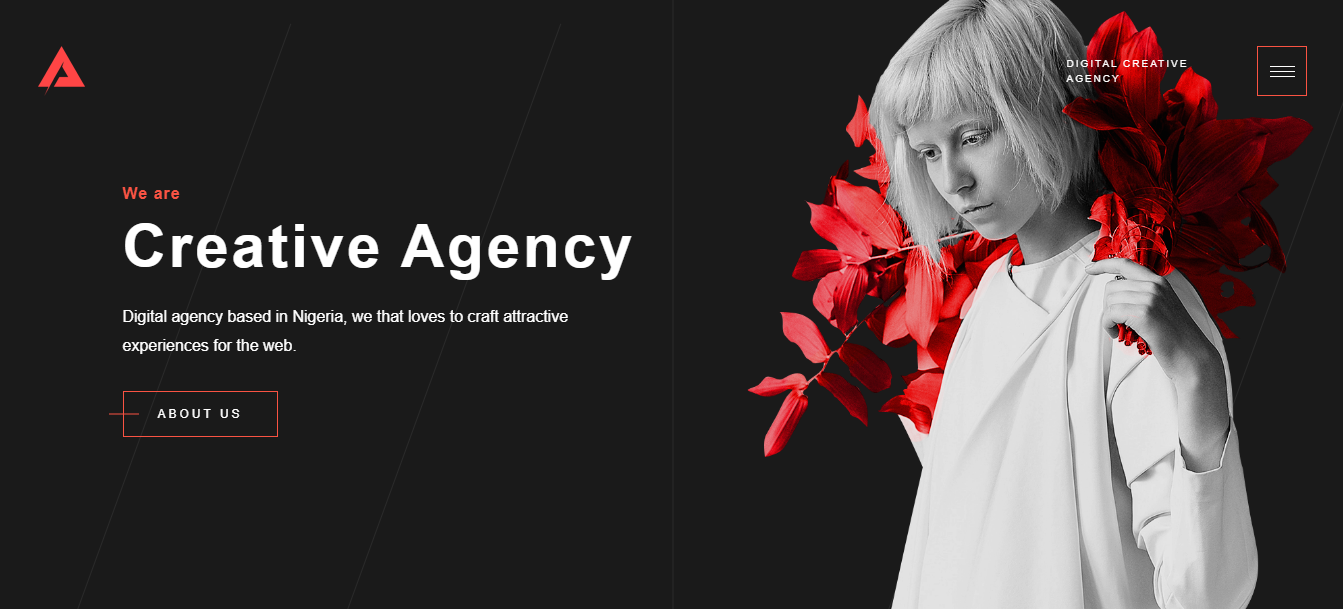 DIGITAL CREATIVE
AGENCY
We are
Creative Agency
Digital agency based in Nigeria, we that loves to craft attractive
experiences for the web.
ABOUT US